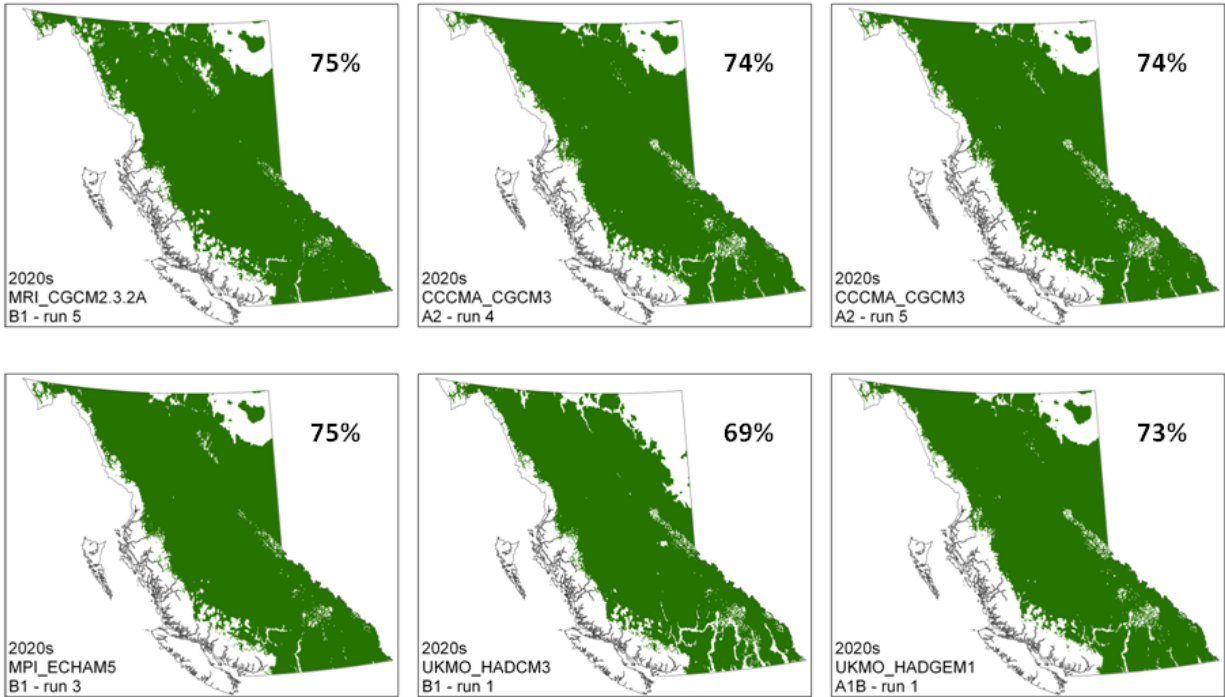 75%
2020s
MRI_CGCM2.3.2A
B1 - run 5
74%
2020s
CCCMA_CGCM3
A2 - run 4
74%
2020s
CCCMA_CGCM3
A2 - run 5
75%
2020s
MPI_ECHAM5
B1 - run 3
69%
2020s
UKMO_HADCM3
B1 - run 1
73%
2020s
UKMO_HADGEM1
A1B - run 1